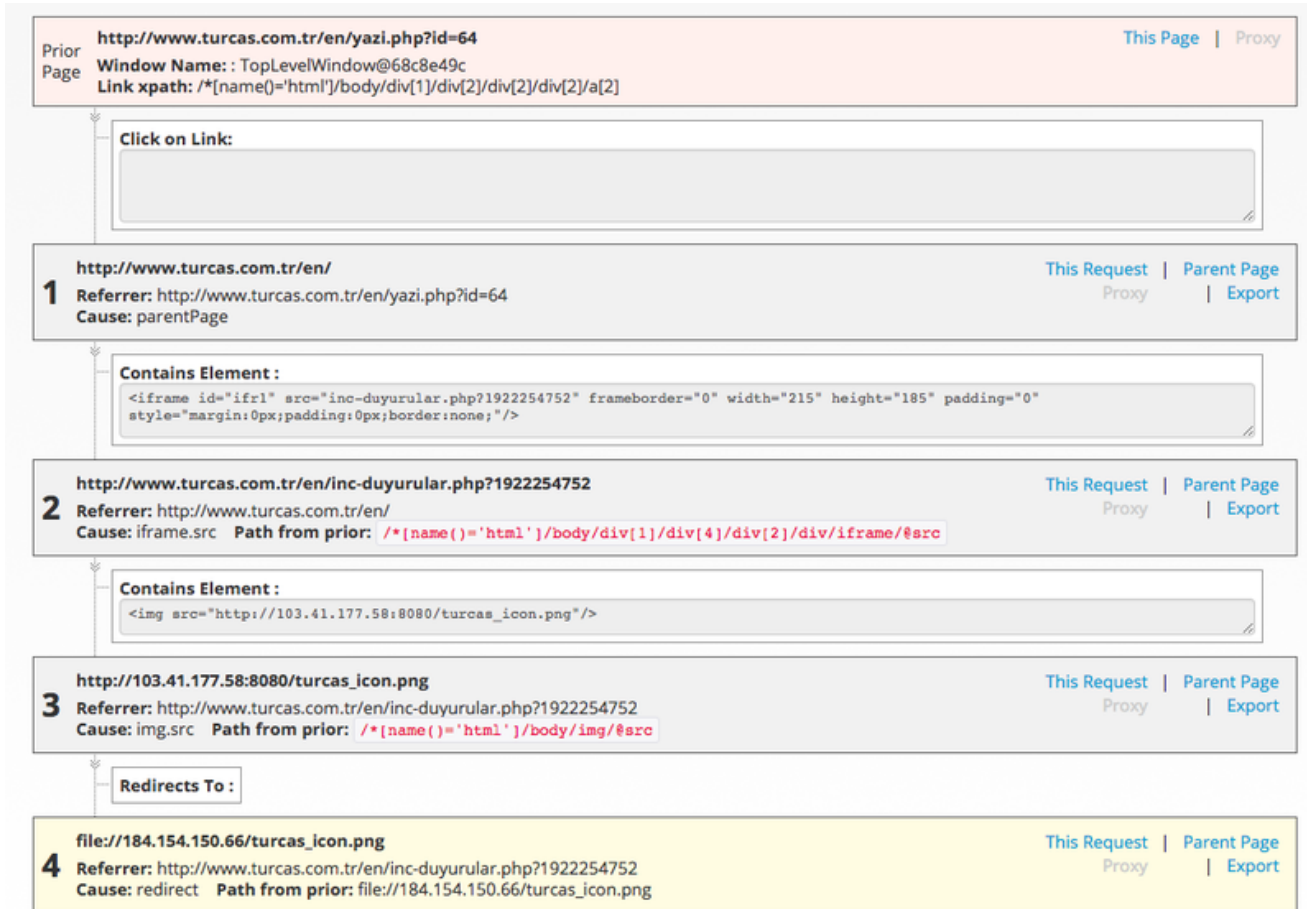 Prior Page
http://www.turcas.com.tr/en/yazi.php?id=64
This Page | Proxy
Window Name: : TopLevelWindow@68c8e49c
Link xpath: /*[name()='html']/body/div[1]/div[2]/div[2]/div[2]/a[2]
Click on Link:
1
http://www.turcas.com.tr/en/
This Request | Parent Page
Referrer: http://www.turcas.com.tr/en/yazi.php?id=64
Proxy | Export
Cause: parentPage
Contains Element :
<iframe id="ifr1" src="inc-duyurular.php?1922254752" frameborder="0" width="215" height="185" padding="0"
style="margin:0px;padding:0px;border:none;"/>
2
http://www.turcas.com.tr/en/inc-duyurular.php?1922254752
This Request | Parent Page
Referrer: http://www.turcas.com.tr/en/
Proxy | Export
Cause: iframe.src Path from prior: /*[name()='html']/body/div[1]/div[4]/div[2]/div/iframe/@src
Contains Element :
<img src="http://103.41.177.58:8080/turcas_icon.png"/>
3
http://103.41.177.58:8080/turcas_icon.png
This Request | Parent Page
Referrer: http://www.turcas.com.tr/en/inc-duyurular.php?1922254752
Proxy | Export
Cause: img.src Path from prior: /*[name()='html']/body/img/@src
Redirects To :
4
file://184.154.150.66/turcas_icon.png
This Request | Parent Page
Referrer: http://www.turcas.com.tr/en/inc-duyurular.php?1922254752
Proxy | Export
Cause: redirect Path from prior: file://184.154.150.66/turcas_icon.png